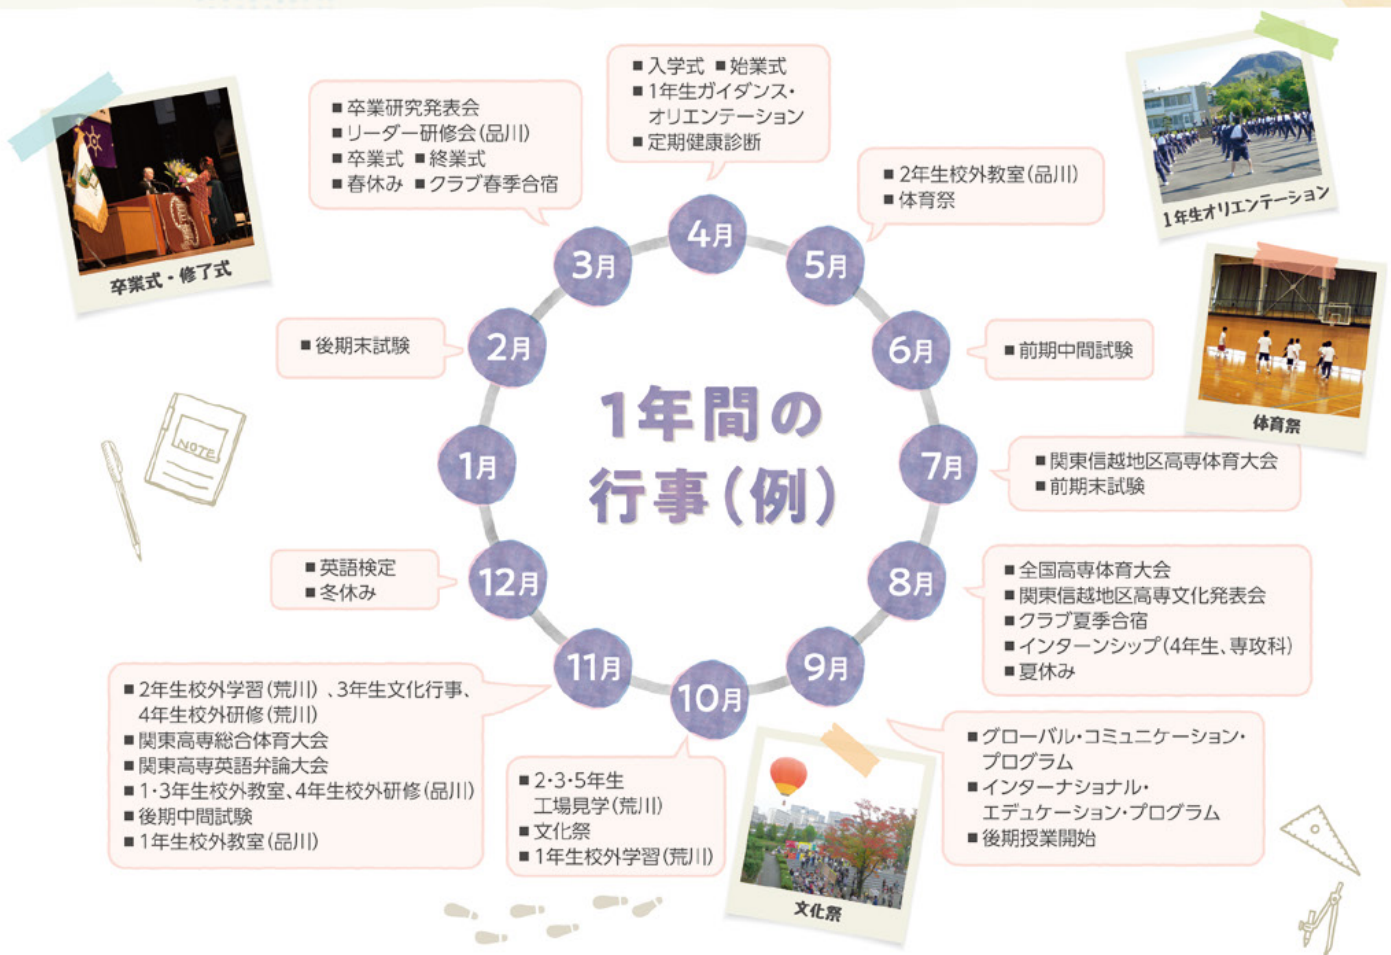 1年間の
行事(例)
4月
■入学式 ■始業式
■1年生ガイダンス・
オリエンテーション
■定期健康診断
5月
■2年生校外教室(品川)
■体育祭
6月
■前期中間試験
7月
■関東信越地区高専体育大会
■前期末試験
8月
■全国高専体育大会
■関東信越地区高専文化発表会
■クラブ夏季合宿
■インターンシップ(4年生、専攻科)
■夏休み
9月
■グローバル・コミュニケーション・
プログラム
■インターナショナル・
エデュケーション・プログラム
■後期授業開始
10月
■2・3・5年生
工場見学(荒川)
■文化祭
■1年生校外学習(荒川)
11月
■2年生校外学習(荒川)、3年生文化行事、
4年生校外研修(荒川)
■関東高専総合体育大会
■関東高専英語弁論大会
■1・3年生校外教室、4年生校外研修(品川)
■後期中間試験
■1年生校外教室(品川)
12月
■英語検定
■冬休み
1月
2月
■後期末試験
3月
■卒業研究発表会
■リーダー研修会(品川)
■卒業式 ■終業式
■春休み ■クラブ春季合宿
卒業式・修了式
1年生オリエンテーション
体育祭
文化祭
NOTE